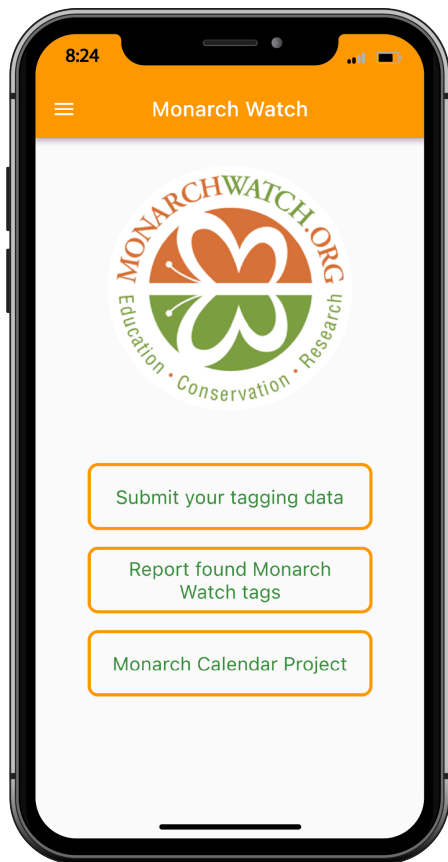 8:24
Monarch Watch
MONARCHWATCH.ORG
Education • Conservation • Research
Submit your tagging data
Report found Monarch
Watch tags
Monarch Calendar Project